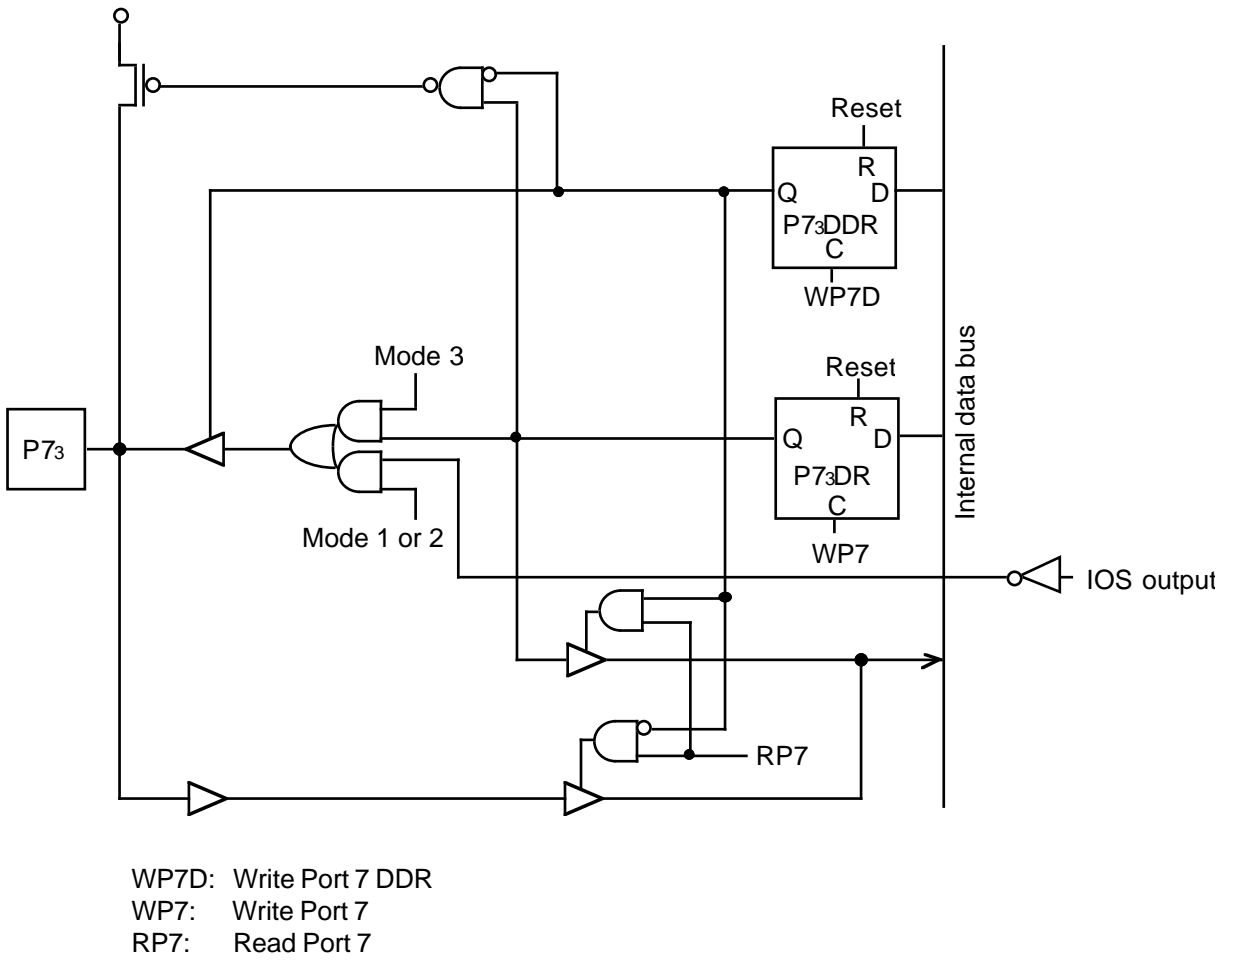 Reset
R
Q D
P7₃DDR
C
WP7D
Mode 3
Reset
R
P7₃
Q D
P7₃DR
C
WP7
Mode 1 or 2
Internal data bus
IOS output
RP7
WP7D: Write Port 7 DDR
WP7: Write Port 7
RP7: Read Port 7